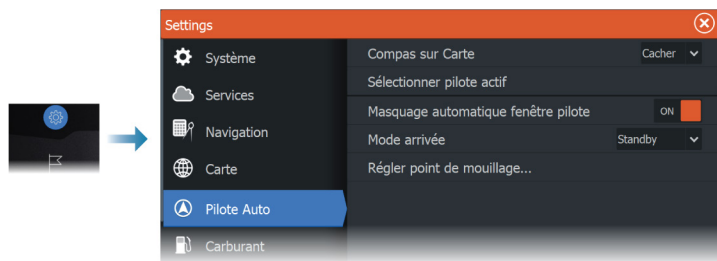 Settings
Système
Services
Navigation
Carte
Pilote Auto
Carburant
Compas sur Carte Cacher
Sélectionner pilote actif
Masquage automatique fenêtre pilote ON
Mode arrivée Standby
Régler point de mouillage...